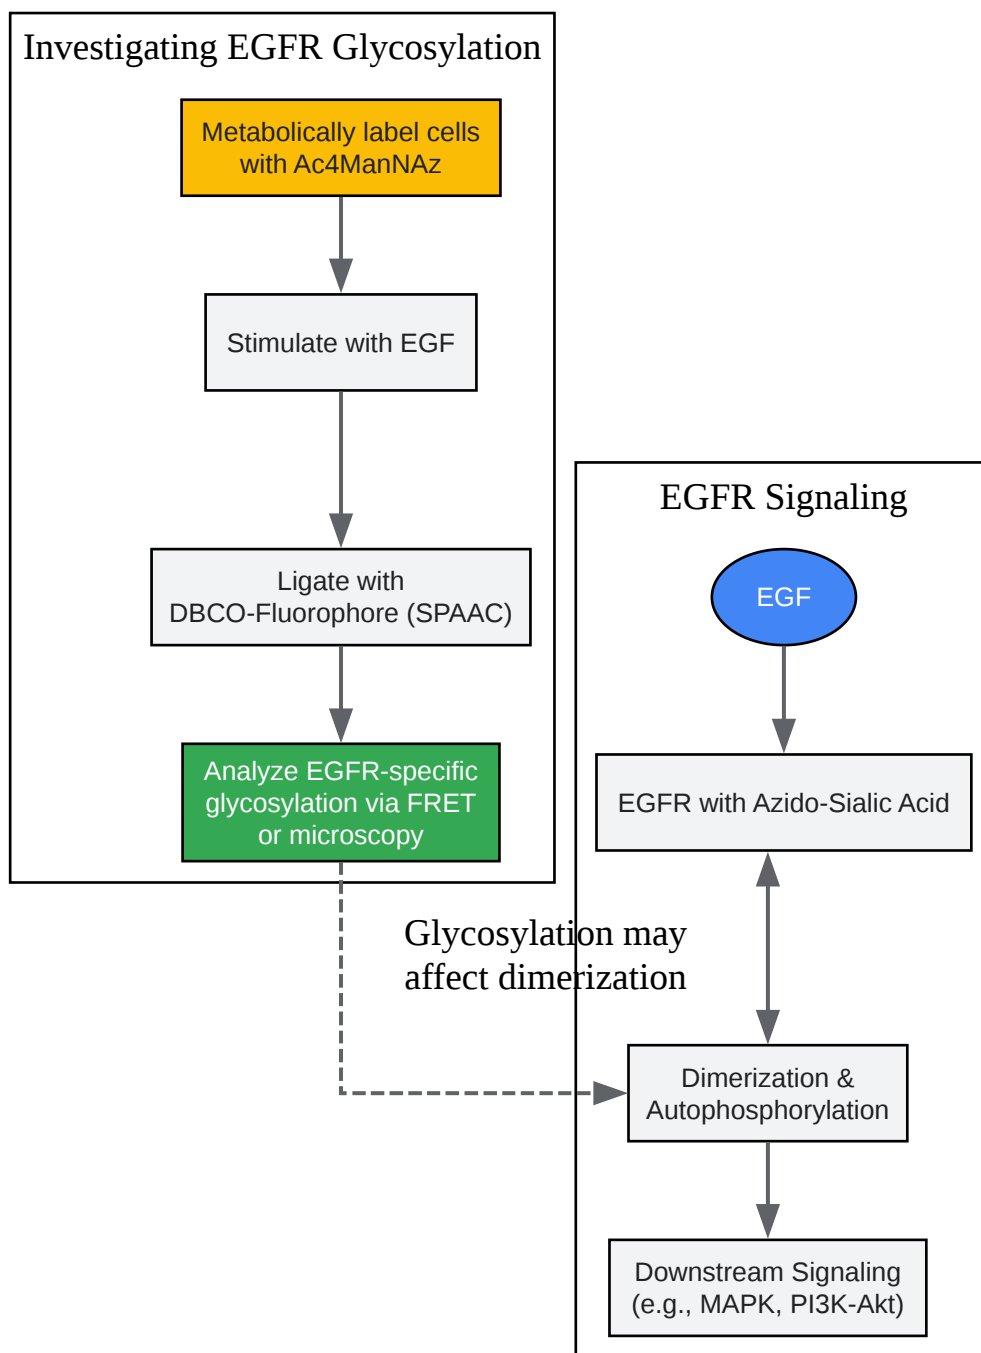 Investigating EGFR Glycosylation
Metabolically label cells
with Ac4ManNAz
Stimulate with EGF
Ligate with
DBCO-Fluorophore (SPAAC)
Analyze EGFR-specific
glycosylation via FRET
or microscopy
Glycosylation may
affect dimerization
EGFR Signaling
EGF
EGFR with Azido-Sialic Acid
Dimerization &
Autophosphorylation
Downstream Signaling
(e.g., MAPK, PI3K-Akt)